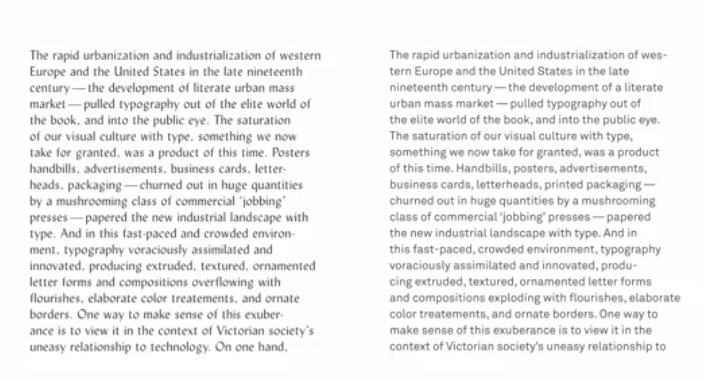 The rapid urbanization and industrialization of western
Europe and the United States in the late nineteenth
century — the development of literate urban mass
market — pulled typography out of the elite world of
the book, and into the public eye. The saturation
of our visual culture with type, something we now
take for granted, was a product of this time. Posters
handbills, advertisements, business cards, letter-
heads, packaging — churned out in huge quantities
by a mushrooming class of commercial ‘jobbing’
presses — papered the new industrial landscape with
type. And in this fast-paced and crowded environ-
ment, typography voraciously assimilated and
innovated, producing extruded, textured, ornamented
letter forms and compositions overflowing with
flourishes, elaborate color treatements, and ornate
borders. One way to make sense of this exuber-
ance is to view it in the context of Victorian society’s
uneasy relationship to technology. On one hand,
The rapid urbanization and industrialization of wes-
tern Europe and the United States in the late
nineteenth century — the development of a literate
urban mass market — pulled typography out of
the elite world of the book, and into the public eye.
The saturation of our visual culture with type,
something we now take for granted, was a product
of this time. Handbills, posters, advertisements,
business cards, letterheads, printed packaging —
churned out in huge quantities by a mushrooming
class of commercial ‘jobbing’ presses — papered
the new industrial landscape with type. And in
this fast-paced, crowded environment, typography
voraciously assimilated and innovated, produ-
cing extruded, textured, ornamented letter forms
and compositions exploding with flourishes, elaborate
color treatements, and ornate borders. One way to
make sense of this exuberance is to view it in the
context of Victorian society’s uneasy relationship to